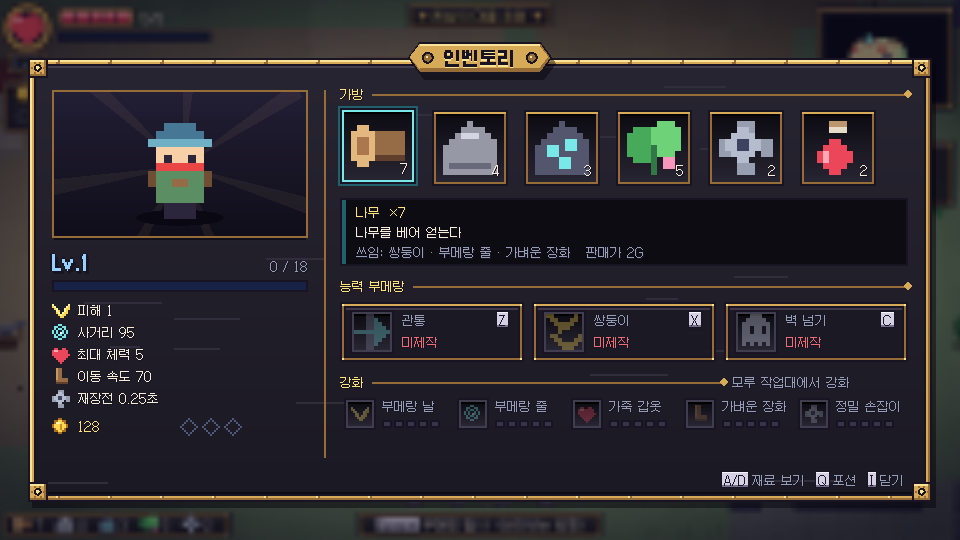 인벤토리
가방
7
4
3
5
2
2
나무 ×7
나무를 베어 얻는다
쓰임: 쌍둥이 · 부메랑 줄 · 가벼운 장화 판매가 2G
Lv.1
0 / 18
피해 1
사거리 95
최대 체력 5
이동 속도 70
재장전 0.25초
128
능력 부메랑
관통 Z
미제작
쌍둥이 X
미제작
벽 넘기 C
미제작
강화
모루 작업대에서 강화
부메랑 날
부메랑 줄
가죽 갑옷
가벼운 장화
정밀 손잡이
A/D 재료 보기 Q 포션 I 닫기